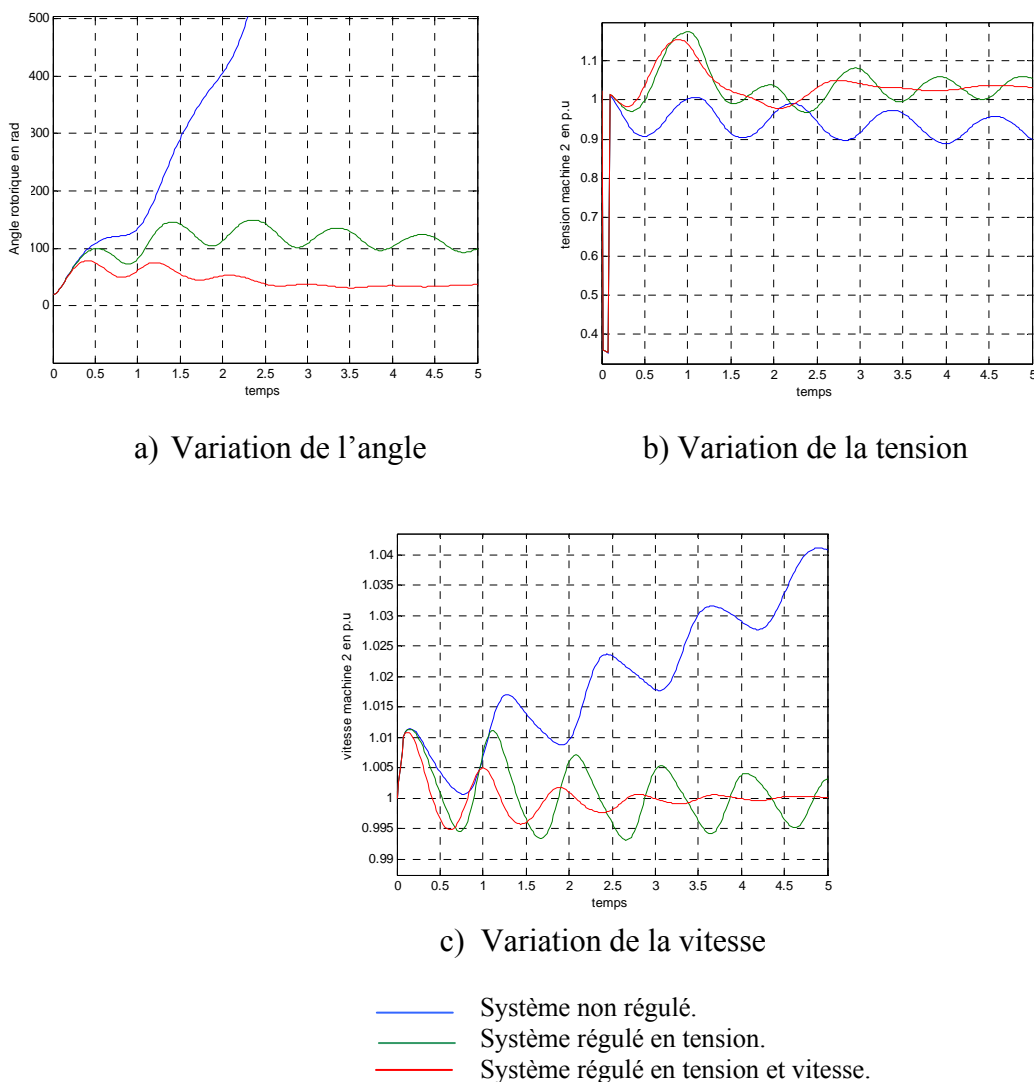 500
400
300
200
100
0
Angle rotorique en rad
0 0.5 1 1.5 2 2.5 3 3.5 4 4.5 5
temps
a) Variation de l’angle
1.1
1
0.9
0.8
0.7
0.6
0.5
0.4
tension machine 2 en p.u
0 0.5 1 1.5 2 2.5 3 3.5 4 4.5 5
temps
b) Variation de la tension
1.04
1.035
1.03
1.025
1.02
1.015
1.01
1.005
1
0.995
0.99
vitesse machine 2 en p.u
0 0.5 1 1.5 2 2.5 3 3.5 4 4.5 5
temps
c) Variation de la vitesse
Système non régulé.
Système régulé en tension.
Système régulé en tension et vitesse.